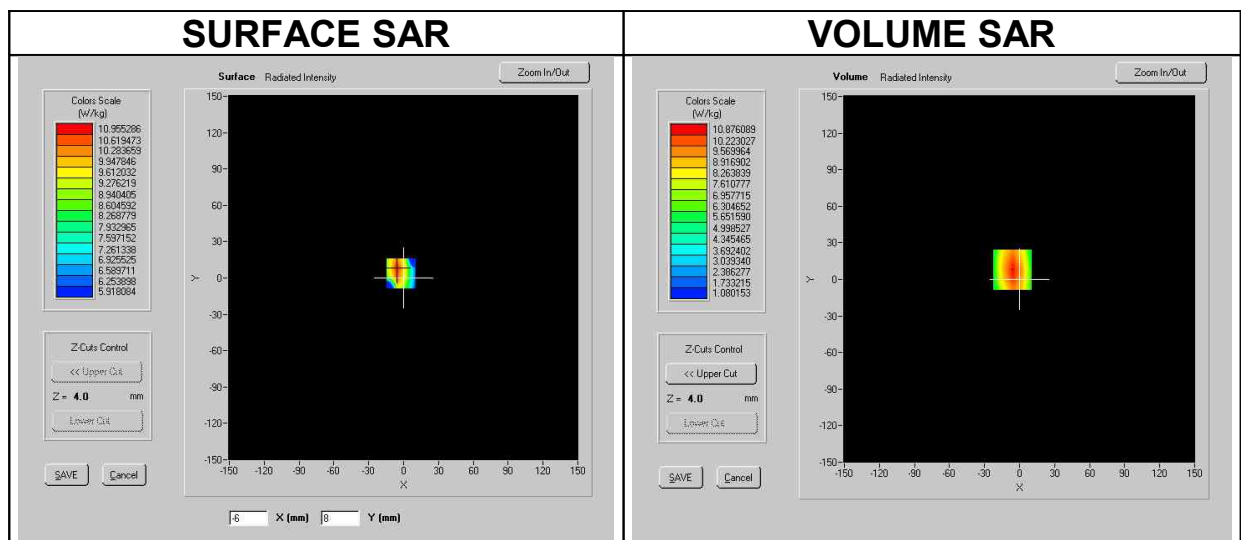 SURFACE SAR
VOLUME SAR
Surface Radiated Intensity
Zoom In/Out
Colors Scale
(W/kg)
10.955286
10.619473
10.283659
9.947846
9.612032
9.276219
8.940405
8.604592
8.268779
7.932965
7.597152
7.261338
6.925525
6.589711
6.253898
5.918084
150-
120-
90-
60-
30-
0-
-30-
-60-
-90-
-120-
-150-
Y
-150 -120 -90 -60 -30 0 30 60 90 120 150
X
Z-Cuts Control
<< Upper Cut
Z = 4.0 mm
Lower Cut
SAVE Cancel
-6 X (mm) 8 Y (mm)
Volume Radiated Intensity
Zoom In/Out
Colors Scale
(W/kg)
10.876089
10.223027
9.569964
8.916902
8.263839
7.610777
6.957715
6.304652
5.651590
4.998527
4.345465
3.692402
3.039340
2.386277
1.733215
1.080153
150-
120-
90-
60-
30-
0-
-30-
-60-
-90-
-120-
-150-
Y
-150 -120 -90 -60 -30 0 30 60 90 120 150
X
Z-Cuts Control
<< Upper Cut
Z = 4.0 mm
Lower Cut
SAVE Cancel